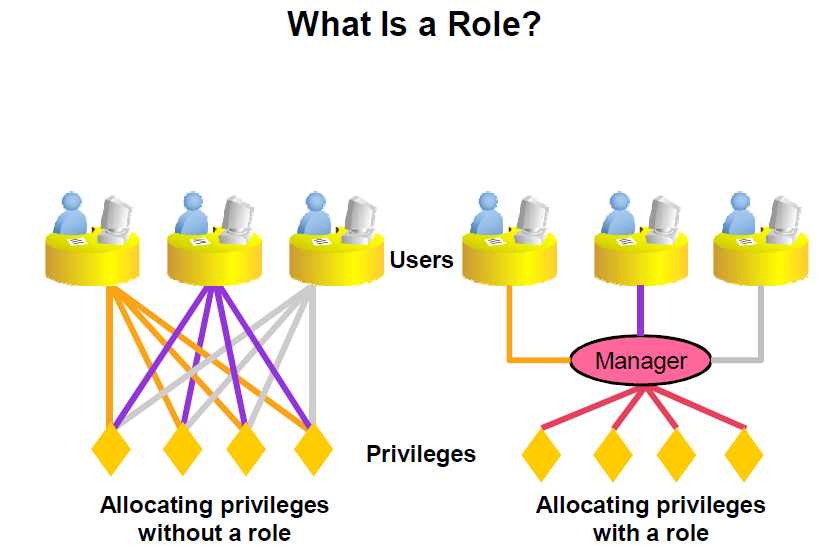 What Is a Role?
Users
Manager
Privileges
Allocating privileges
without a role
Allocating privileges
with a role